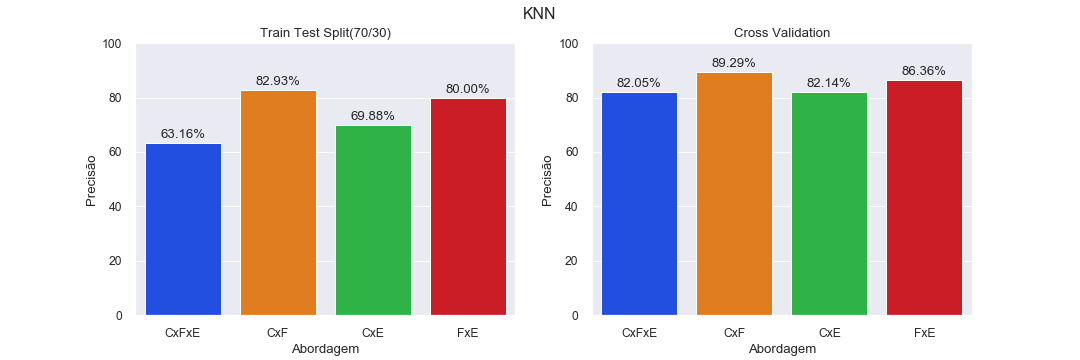 KNN
Train Test Split(70/30)
Precisão
100
80
60
40
20
0
63.16%
82.93%
69.88%
80.00%
CxFxE
CxF
CxE
FxE
Abordagem
Cross Validation
Precisão
100
80
60
40
20
0
82.05%
89.29%
82.14%
86.36%
CxFxE
CxF
CxE
FxE
Abordagem